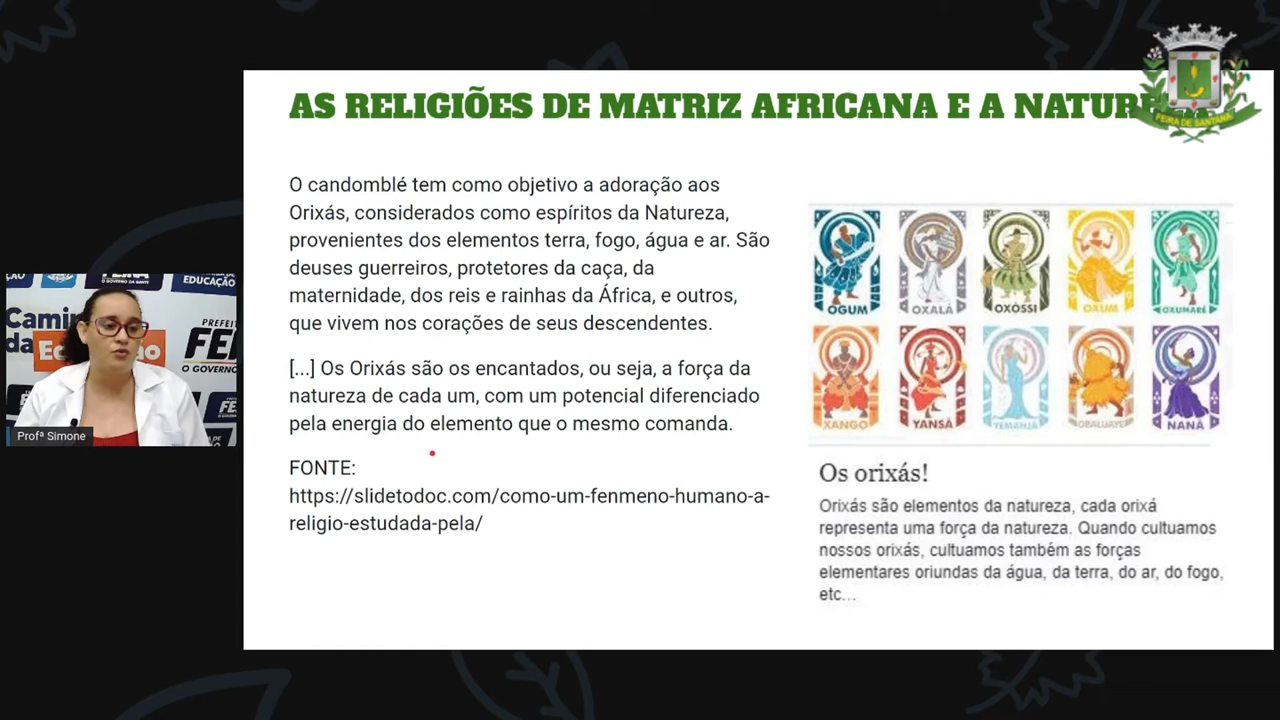 AS RELIGIÕES DE MATRIZ AFRICANA E A
FEIRA DE SANTANA
O candomblé tem como objetivo a adoração aos
Orixás, considerados como espíritos da Natureza,
provenientes dos elementos terra, fogo, água e ar. São
deuses guerreiros, protetores da caça, da
maternidade, dos reis e rainhas da África, e outros,
que vivem nos corações de seus descendentes.
[...] Os Orixás são os encantados, ou seja, a força da
natureza de cada um, com um potencial diferenciado
pela energia do elemento que o mesmo comanda.
FONTE:
https://slidetodoc.com/como-um-fenmeno-humano-a-
religio-estudada-pela/
OGUM OXALÁ OXÓSSI OXUM OXUMARÉ
XANGO YANSÃ YEMANJÁ OBALUAYE NANÃ
Os orixás!
Orixás são elementos da natureza, cada orixá
representa uma força da natureza. Quando cultuamos
nossos orixás, cultuamos também as forças
elementares oriundas da água, da terra, do ar, do fogo,
etc...
EDUCAÇÃO
PREFEIT
O GOVERNO
Profª Simone